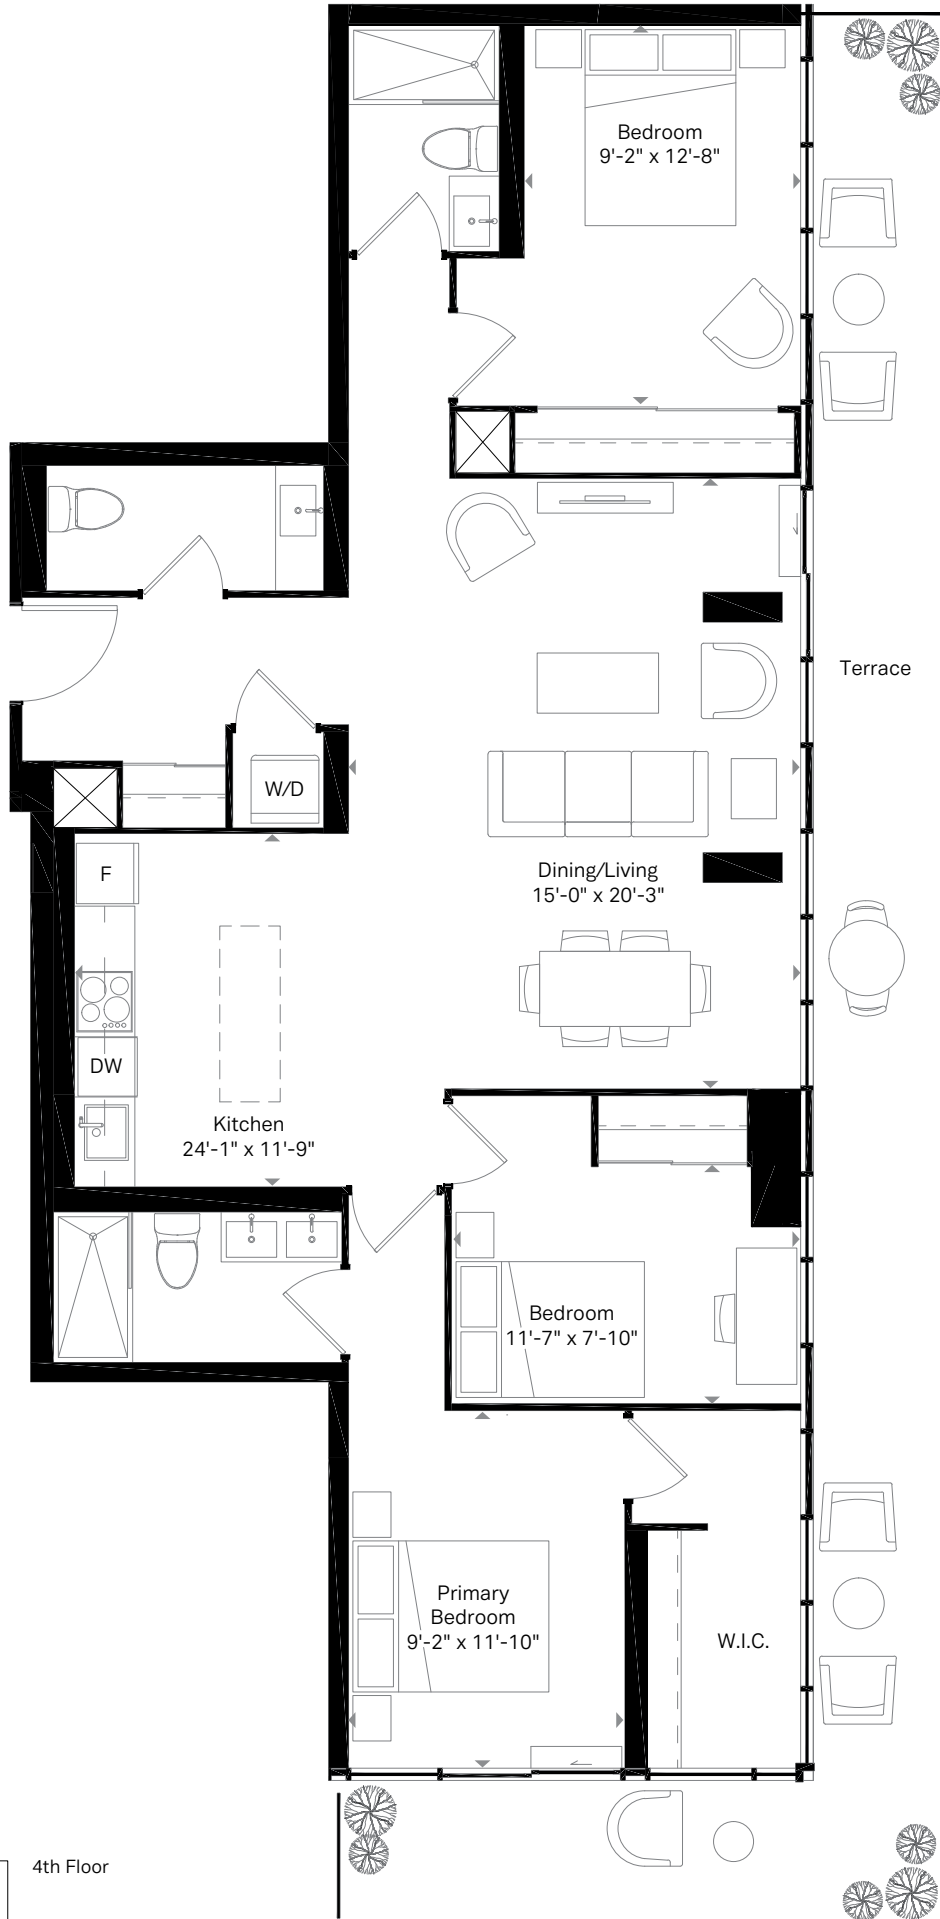 Bedroom
9'-2" x 12'-8"
Terrace
W/D
F
Dining/Living
15'-0" x 20'-3"
DW
Kitchen
24'-1" x 11'-9"
Bedroom
11'-7" x 7'-10"
Primary
Bedroom
9'-2" x 11'-10"
W.I.C.
4th Floor